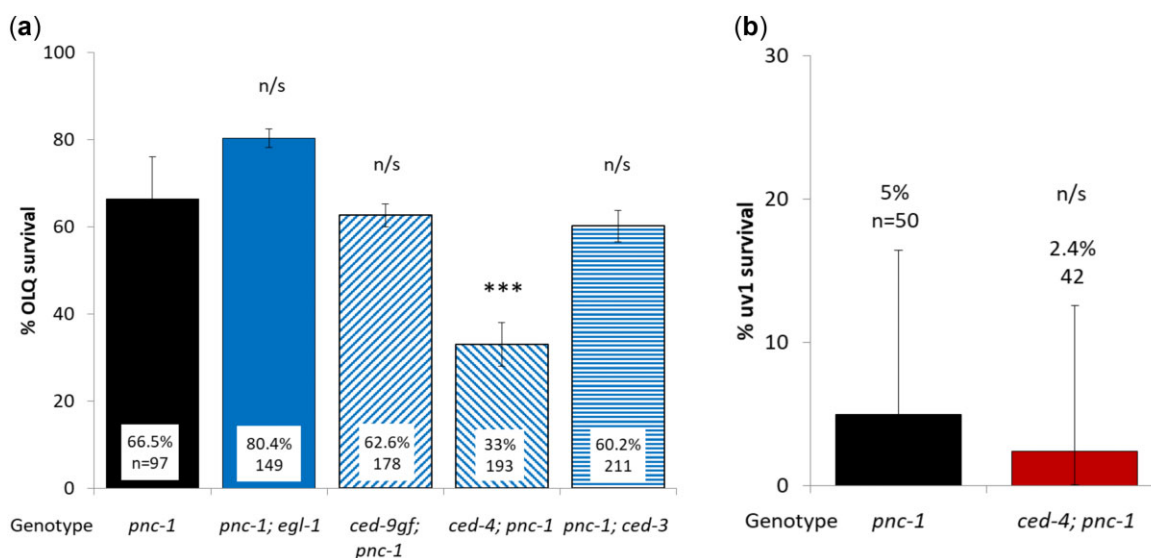 (a)
100
80
60
40
20
0
% OLQ survival
n/s
n/s
***
n/s
66.5%
n=97
80.4%
149
62.6%
178
33%
193
60.2%
211
Genotype
pnc-1
pnc-1; egl-1
ced-9gf;
pnc-1
ced-4; pnc-1
pnc-1; ced-3
(b)
30
20
10
0
% uv1 survival
5%
n=50
n/s
2.4%
42
Genotype
pnc-1
ced-4; pnc-1